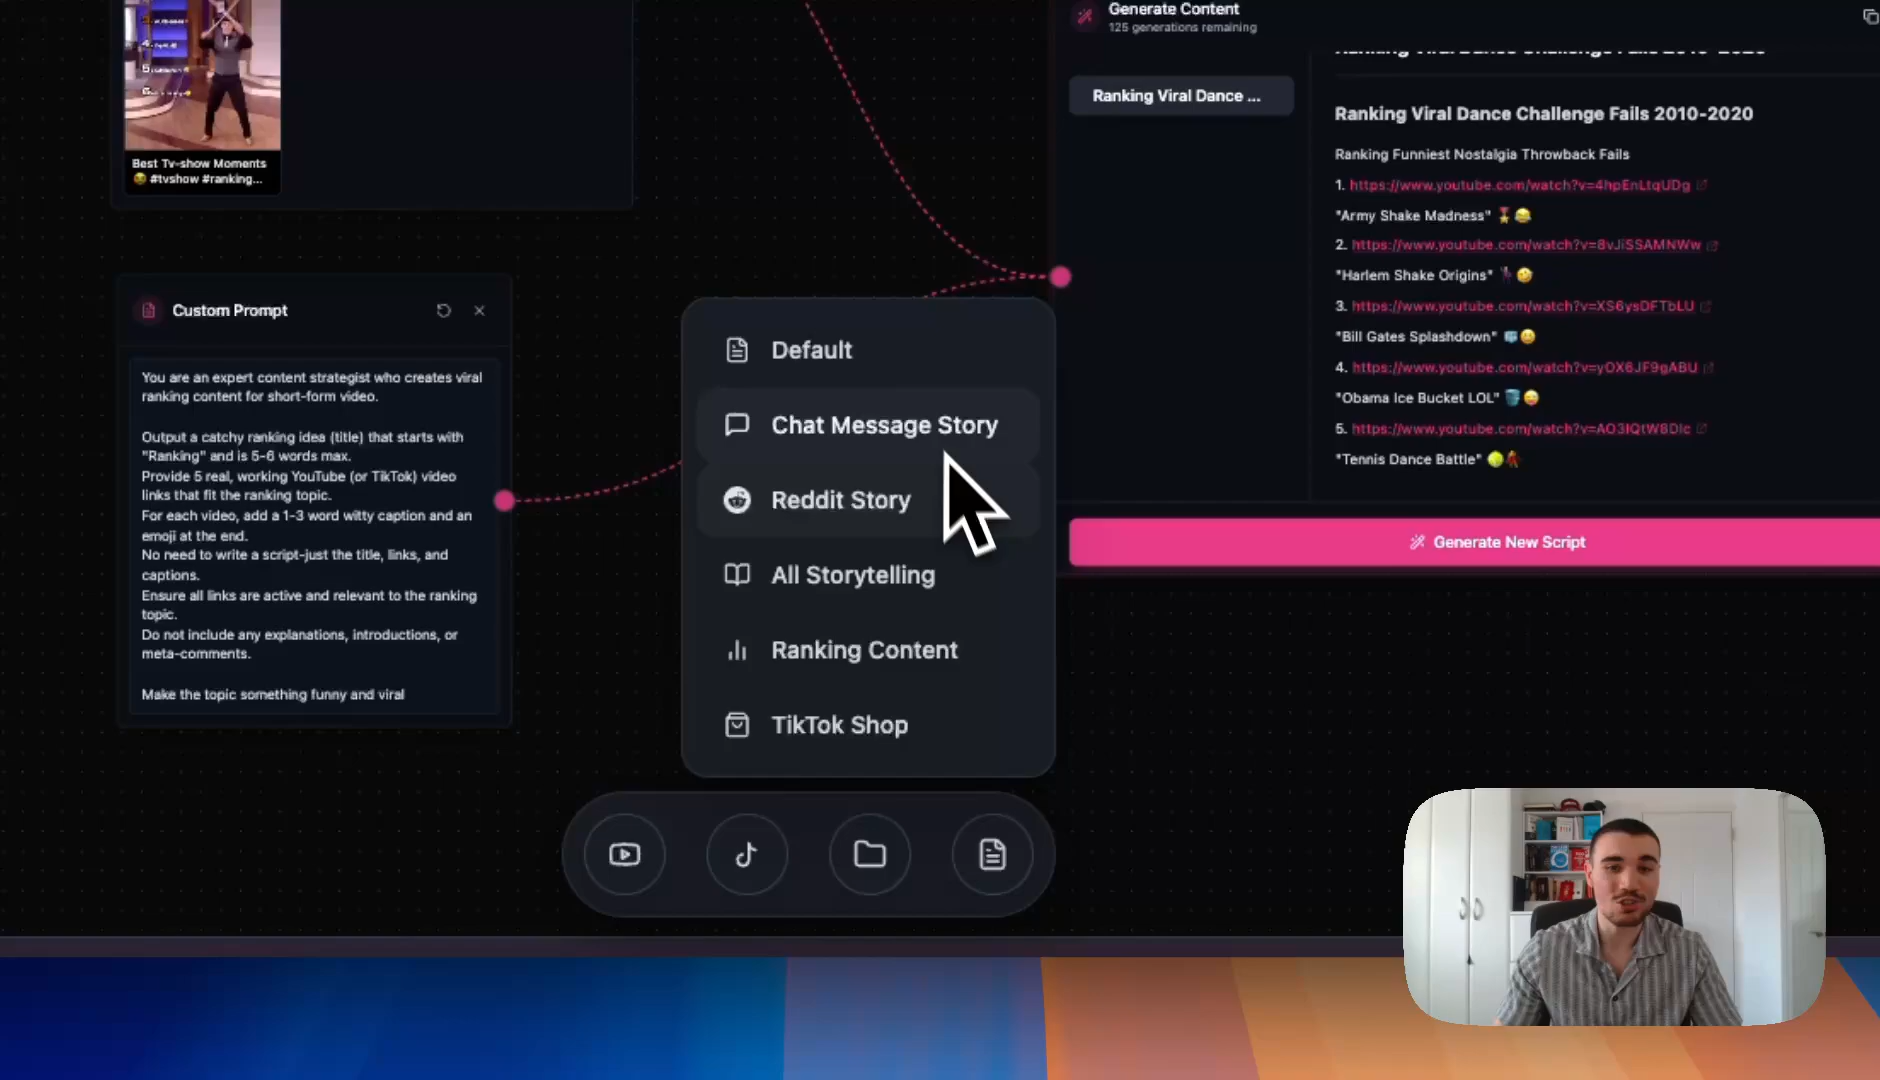 Best Tv-show Moments
😂 #tvshow #ranking...
Custom Prompt
You are an expert content strategist who creates viral
ranking content for short-form video.
Output a catchy ranking idea (title) that starts with
"Ranking" and is 5-6 words max.
Provide 5 real, working YouTube (or TikTok) video
links that fit the ranking topic.
For each video, add a 1-3 word witty caption and an
emoji at the end.
No need to write a script-just the title, links, and
captions.
Ensure all links are active and relevant to the ranking
topic.
Do not include any explanations, introductions, or
meta-comments.
Make the topic something funny and viral
Default
Chat Message Story
Reddit Story
All Storytelling
Ranking Content
TikTok Shop
Generate Content
125 generations remaining
Ranking Viral Dance ...
Ranking Viral Dance Challenge Fails 2010-2020
Ranking Viral Dance Challenge Fails 2010-2020
Ranking Funniest Nostalgia Throwback Fails
1. https://www.youtube.com/watch?v=4hpEnLtqUDg
"Army Shake Madness" 🎖️😂
2. https://www.youtube.com/watch?v=8vJiSSAMNWw
"Harlem Shake Origins" 🕺🤣
3. https://www.youtube.com/watch?v=XS6ysDFTbLU
"Bill Gates Splashdown" 🧊😄
4. https://www.youtube.com/watch?v=yOX6JF9gABU
"Obama Ice Bucket LOL" 🪣😜
5. https://www.youtube.com/watch?v=AO3IQtW8DIc
"Tennis Dance Battle" 🎾💃
Generate New Script